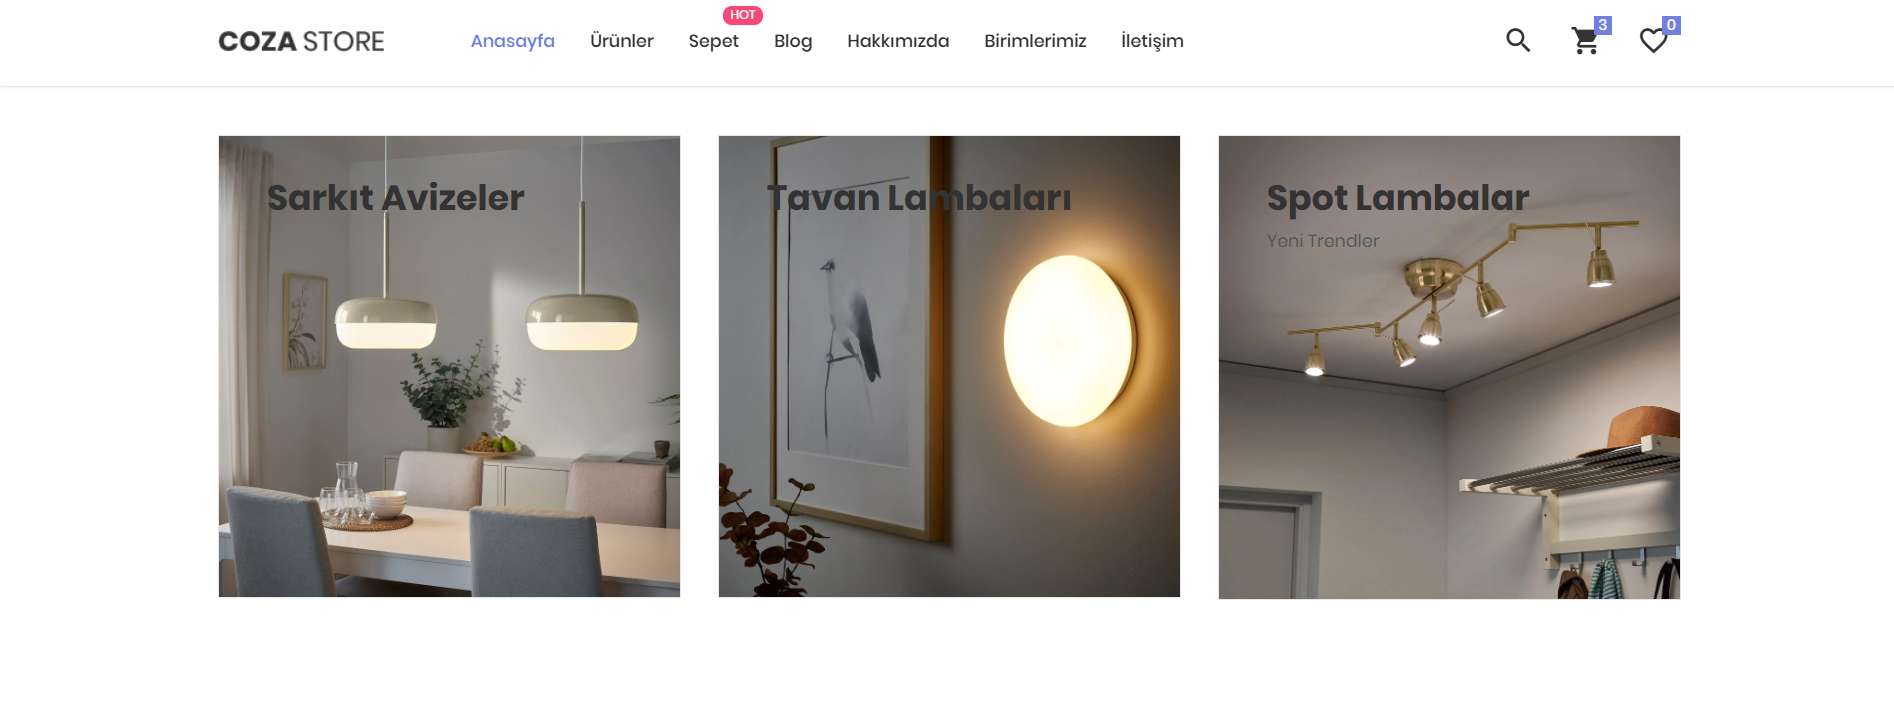 HOT
COZA STORE
Anasayfa Ürünler Sepet Blog Hakkımızda Birimlerimiz İletişim
3 0
Sarkıt Avizeler
Tavan Lambaları
Spot Lambalar
Yeni Trendler